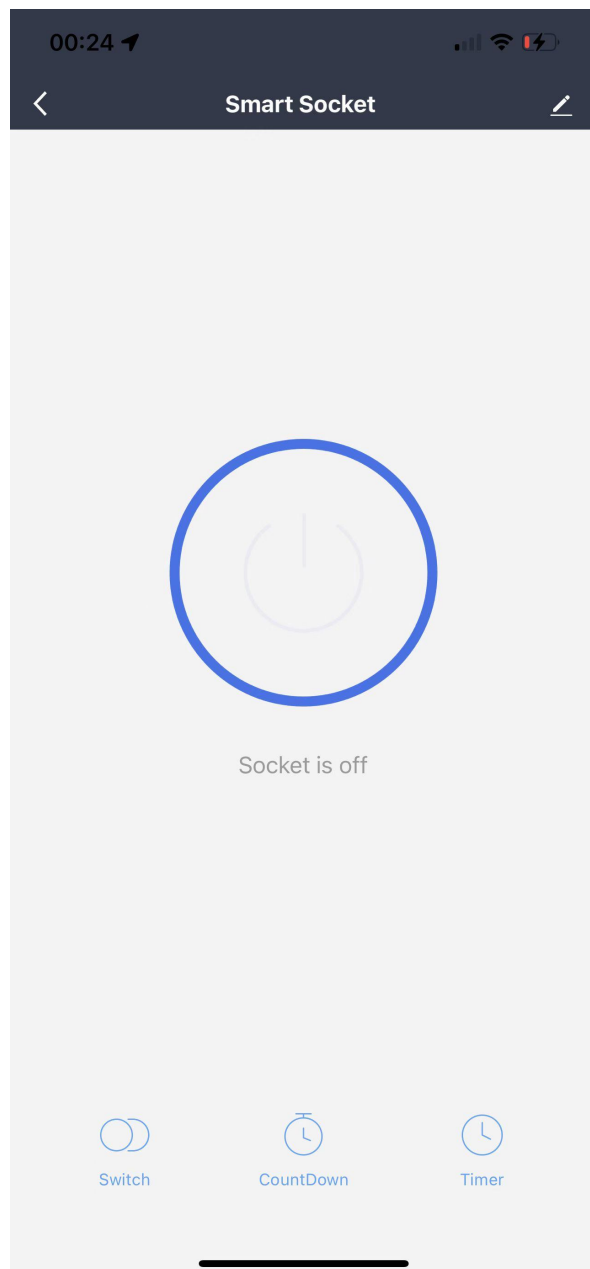 00:24
Smart Socket
Socket is off
Switch
CountDown
Timer